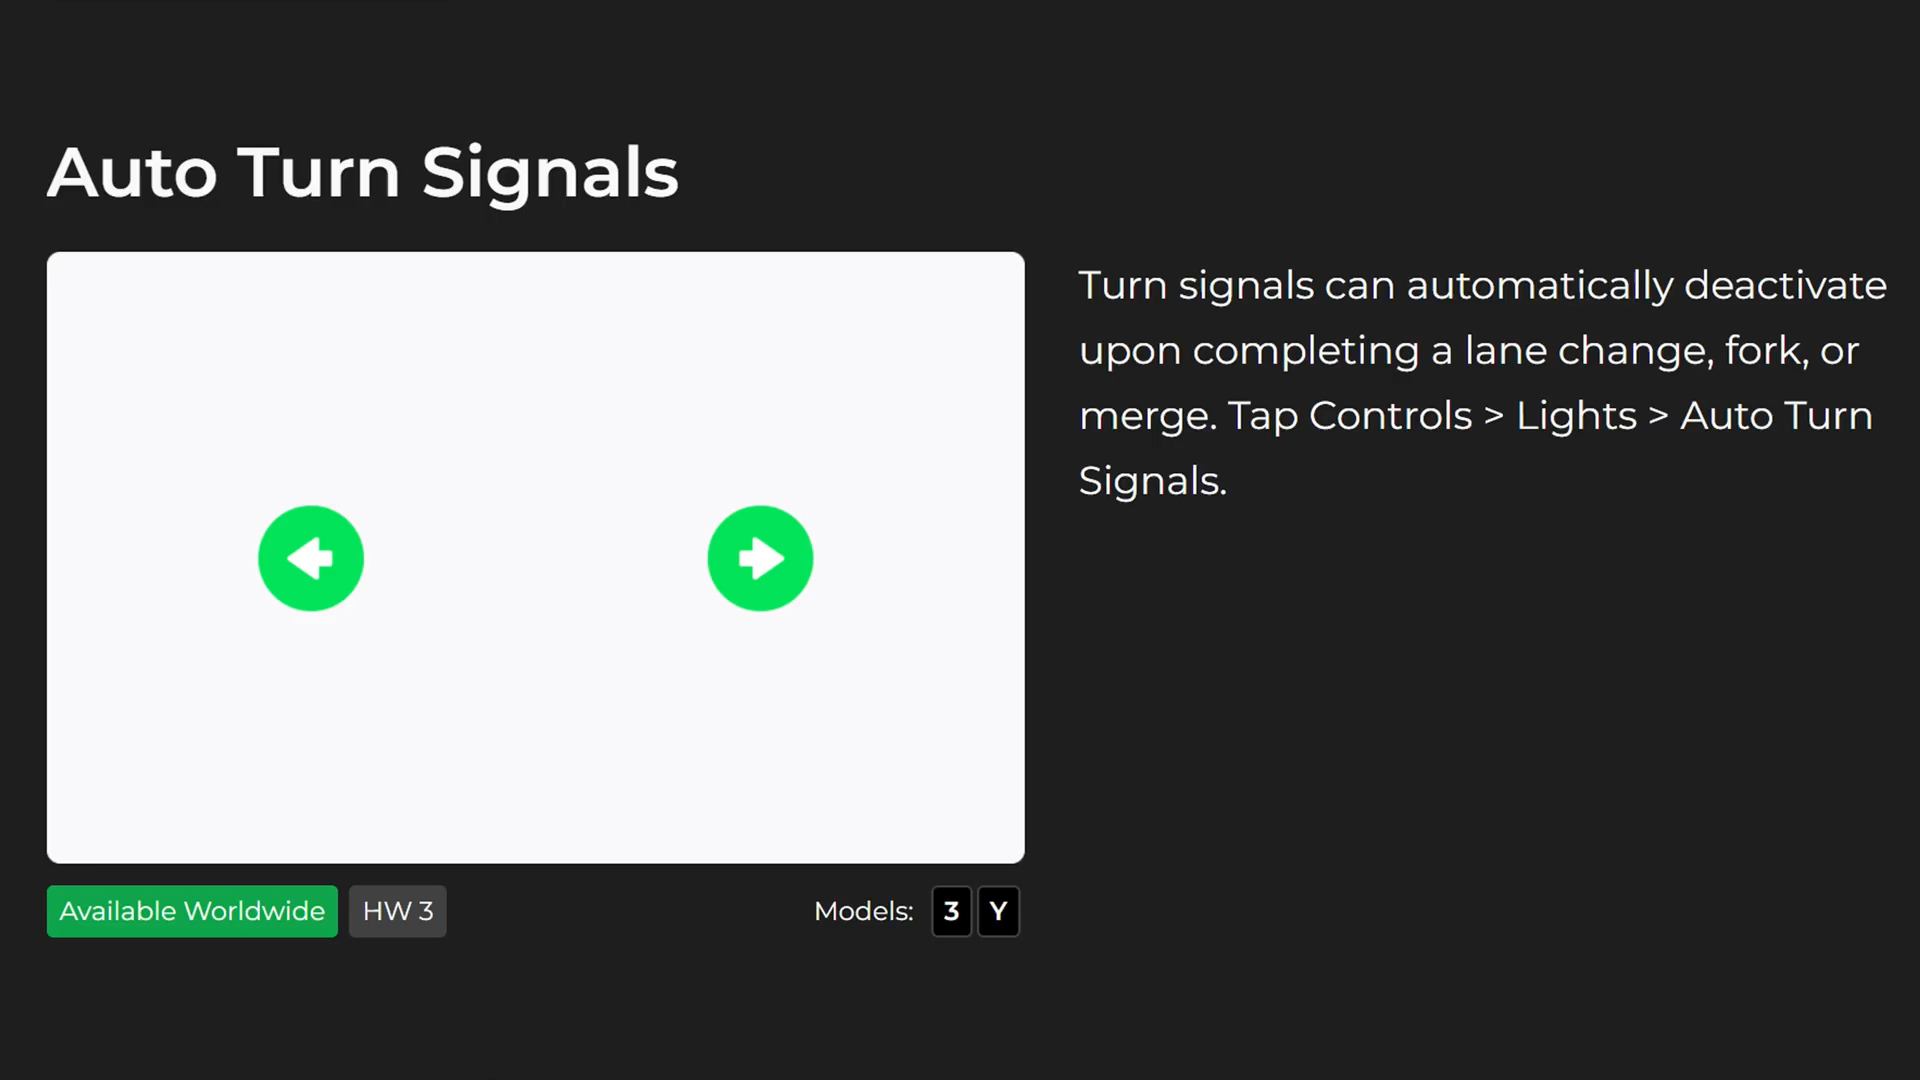 Auto Turn Signals
Turn signals can automatically deactivate
upon completing a lane change, fork, or
merge. Tap Controls > Lights > Auto Turn
Signals.
Available Worldwide
HW 3
Models: 3 Y